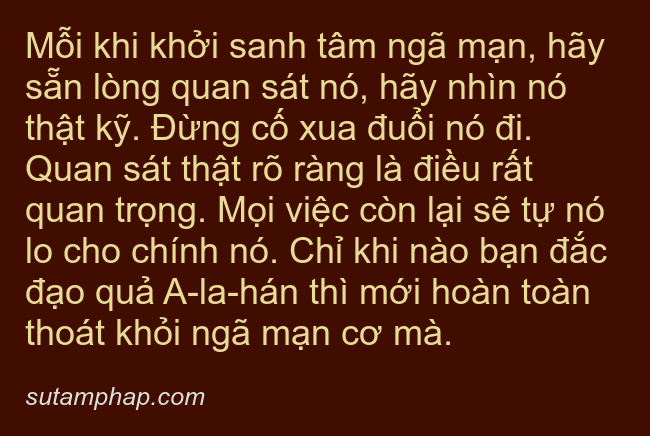 Mỗi khi khởi sanh tâm ngã mạn, hãy
sẵn lòng quan sát nó, hãy nhìn nó
thật kỹ. Đừng cố xua đuổi nó đi.
Quan sát thật rõ ràng là điều rất
quan trọng. Mọi việc còn lại sẽ tự nó
lo cho chính nó. Chỉ khi nào bạn đắc
đạo quả A-la-hán thì mới hoàn toàn
thoát khỏi ngã mạn cơ mà.
sutamphap.com